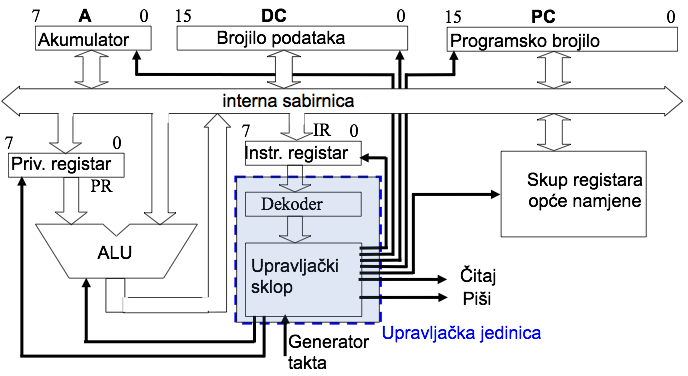 7 A 0
15 DC 0
15 PC 0
Akumulator
Brojilo podataka
Programsko brojilo
interna sabirnica
7 0
7 IR 0
Priv. registar
PR
Instr. registar
Dekoder
ALU
Upravljački
sklop
Skup registara
opće namjene
Čitaj
Piši
Upravljačka jedinica
Generator
takta